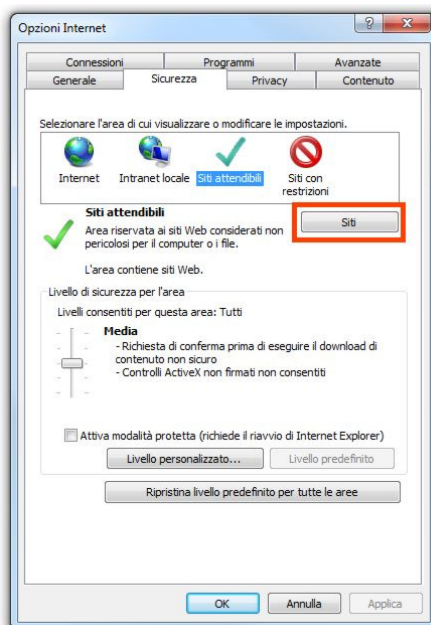 Opzioni Internet
Connessioni Programmi Avanzate
Generale Sicurezza Privacy Contenuto
Selezionare l'area di cui visualizzare o modificare le impostazioni.
Internet Intranet locale Siti attendibili Siti con
restrizioni
Siti attendibili
Siti
Area riservata ai siti Web considerati non
pericolosi per il computer o i file.
L'area contiene siti Web.
Livello di sicurezza per l'area
Livelli consentiti per questa area: Tutti
Media
- Richiesta di conferma prima di eseguire il download di
contenuto non sicuro
- Controlli ActiveX non firmati non consentiti
Attiva modalità protetta (richiede il riavvio di Internet Explorer)
Livello personalizzato... Livello predefinito
Ripristina livello predefinito per tutte le aree
OK Annulla Applica